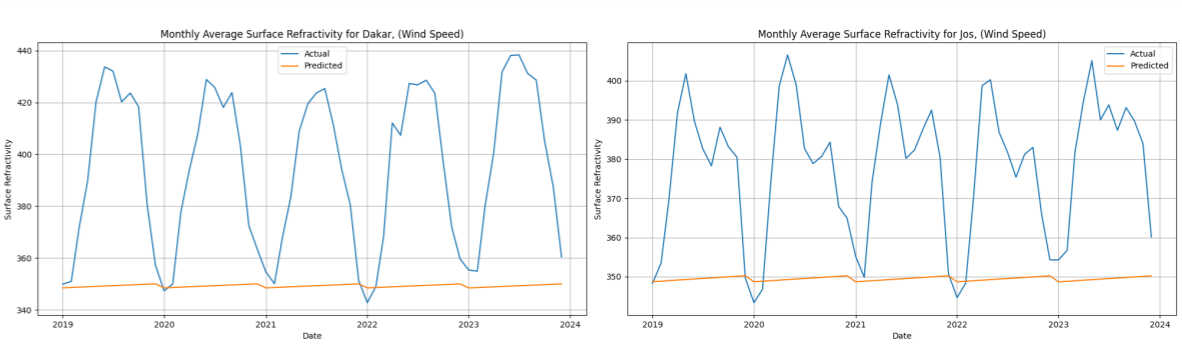 Monthly Average Surface Refractivity for Dakar, (Wind Speed)
Actual
Predicted
440
420
400
380
360
340
Surface Refractivity
2019
2020
2021
2022
2023
2024
Date
Monthly Average Surface Refractivity for Jos, (Wind Speed)
Actual
Predicted
400
390
380
370
360
350
Surface Refractivity
2019
2020
2021
2022
2023
2024
Date